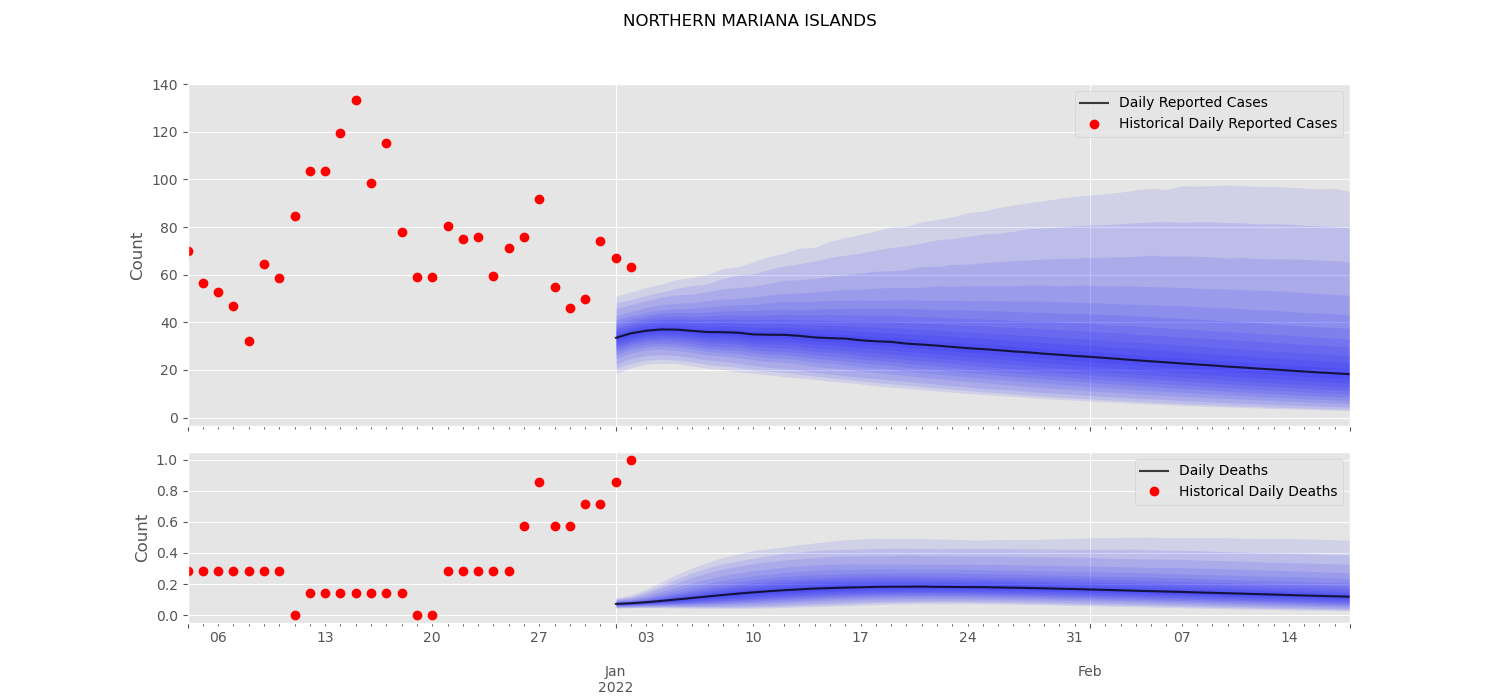 NORTHERN MARIANA ISLANDS
140
120
100
80
60
40
20
0
Count
Daily Reported Cases
Historical Daily Reported Cases
1.0
0.8
0.6
0.4
0.2
0.0
Count
Daily Deaths
Historical Daily Deaths
06 13 20 27 03 10 17 24 31 07 14
Jan Feb
2022